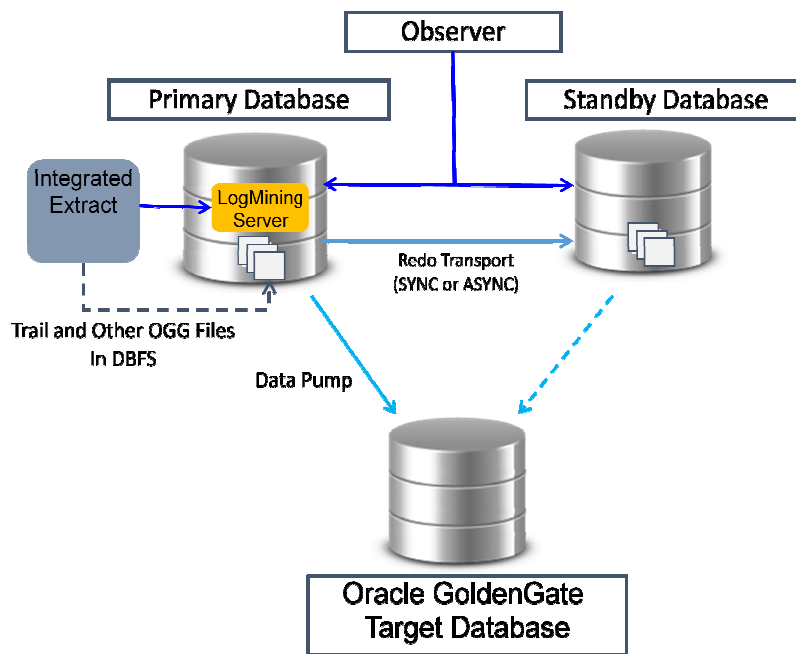 Observer
Primary Database
Standby Database
Integrated
Extract
LogMining
Server
Redo Transport
(SYNC or ASYNC)
Trail and Other OGG Files
In DBFS
Data Pump
Oracle GoldenGate
Target Database